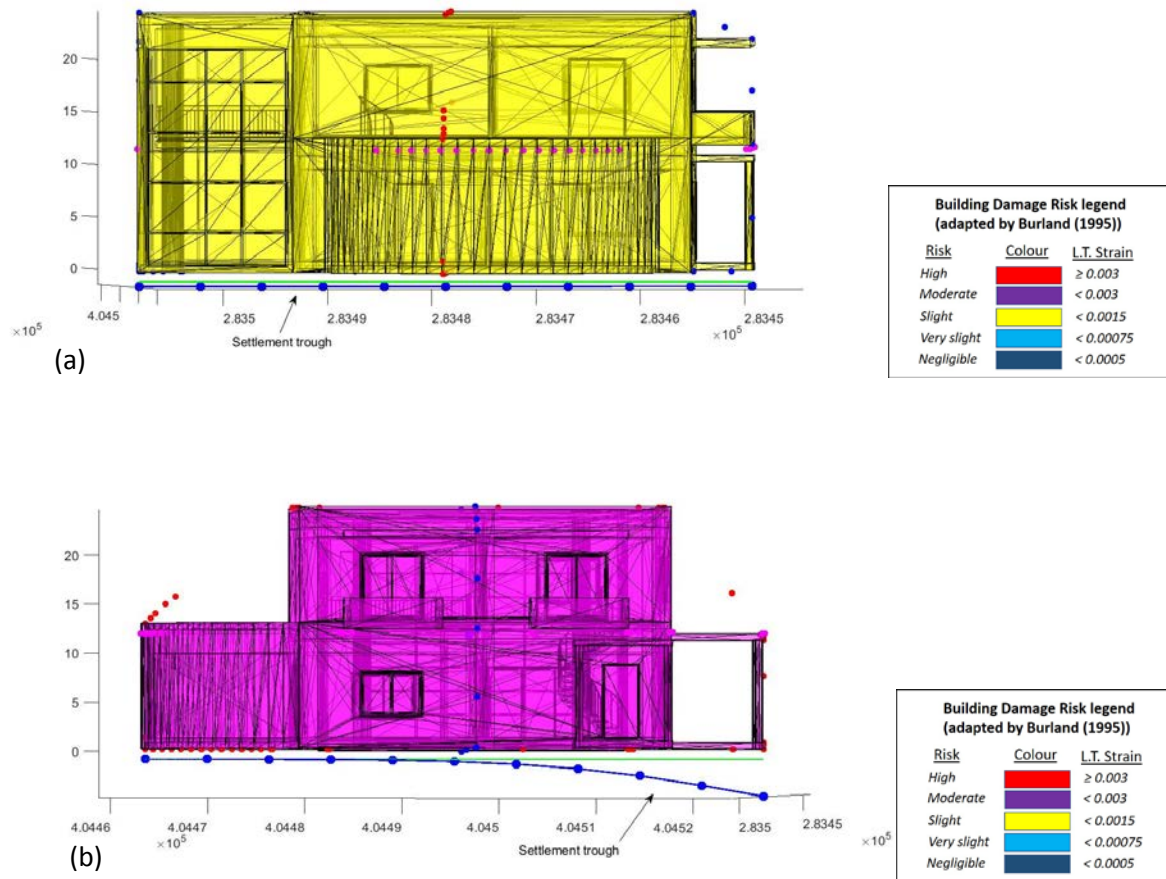 20
15
10
5
0
4.045 2.835 2.8349 2.8348 2.8347 2.8346 2.8345
×10⁵ ×10⁵
Settlement trough
(a)
Building Damage Risk legend
(adapted by Burland (1995))
Risk Colour L.T. Strain
High ≥ 0.003
Moderate < 0.003
Slight < 0.0015
Very slight < 0.00075
Negligible < 0.0005
20
15
10
5
0
4.0446 4.0447 4.0448 4.0449 4.045 4.0451 4.0452 2.835 2.8345
×10⁵ ×10⁵
Settlement trough
(b)
Building Damage Risk legend
(adapted by Burland (1995))
Risk Colour L.T. Strain
High ≥ 0.003
Moderate < 0.003
Slight < 0.0015
Very slight < 0.00075
Negligible < 0.0005